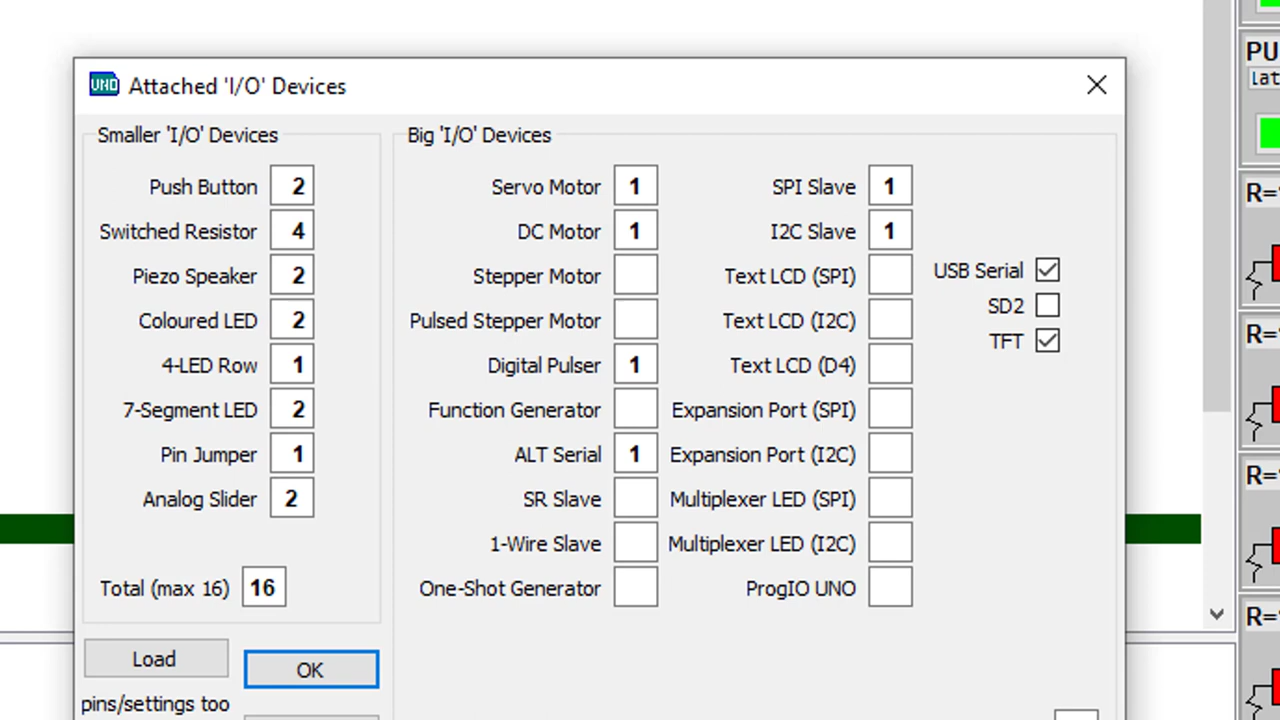 UNO Attached 'I/O' Devices
Smaller 'I/O' Devices
Push Button 2
Switched Resistor 4
Piezo Speaker 2
Coloured LED 2
4-LED Row 1
7-Segment LED 2
Pin Jumper 1
Analog Slider 2
Total (max 16) 16
Load
OK
pins/settings too
Big 'I/O' Devices
Servo Motor 1
DC Motor 1
Stepper Motor
Pulsed Stepper Motor
Digital Pulser 1
Function Generator
ALT Serial 1
SR Slave
1-Wire Slave
One-Shot Generator
SPI Slave 1
I2C Slave 1
Text LCD (SPI)
Text LCD (I2C)
Text LCD (D4)
Expansion Port (SPI)
Expansion Port (I2C)
Multiplexer LED (SPI)
Multiplexer LED (I2C)
ProgIO UNO
USB Serial
SD2
TFT
PU
lat
R=
R=
R=
R=